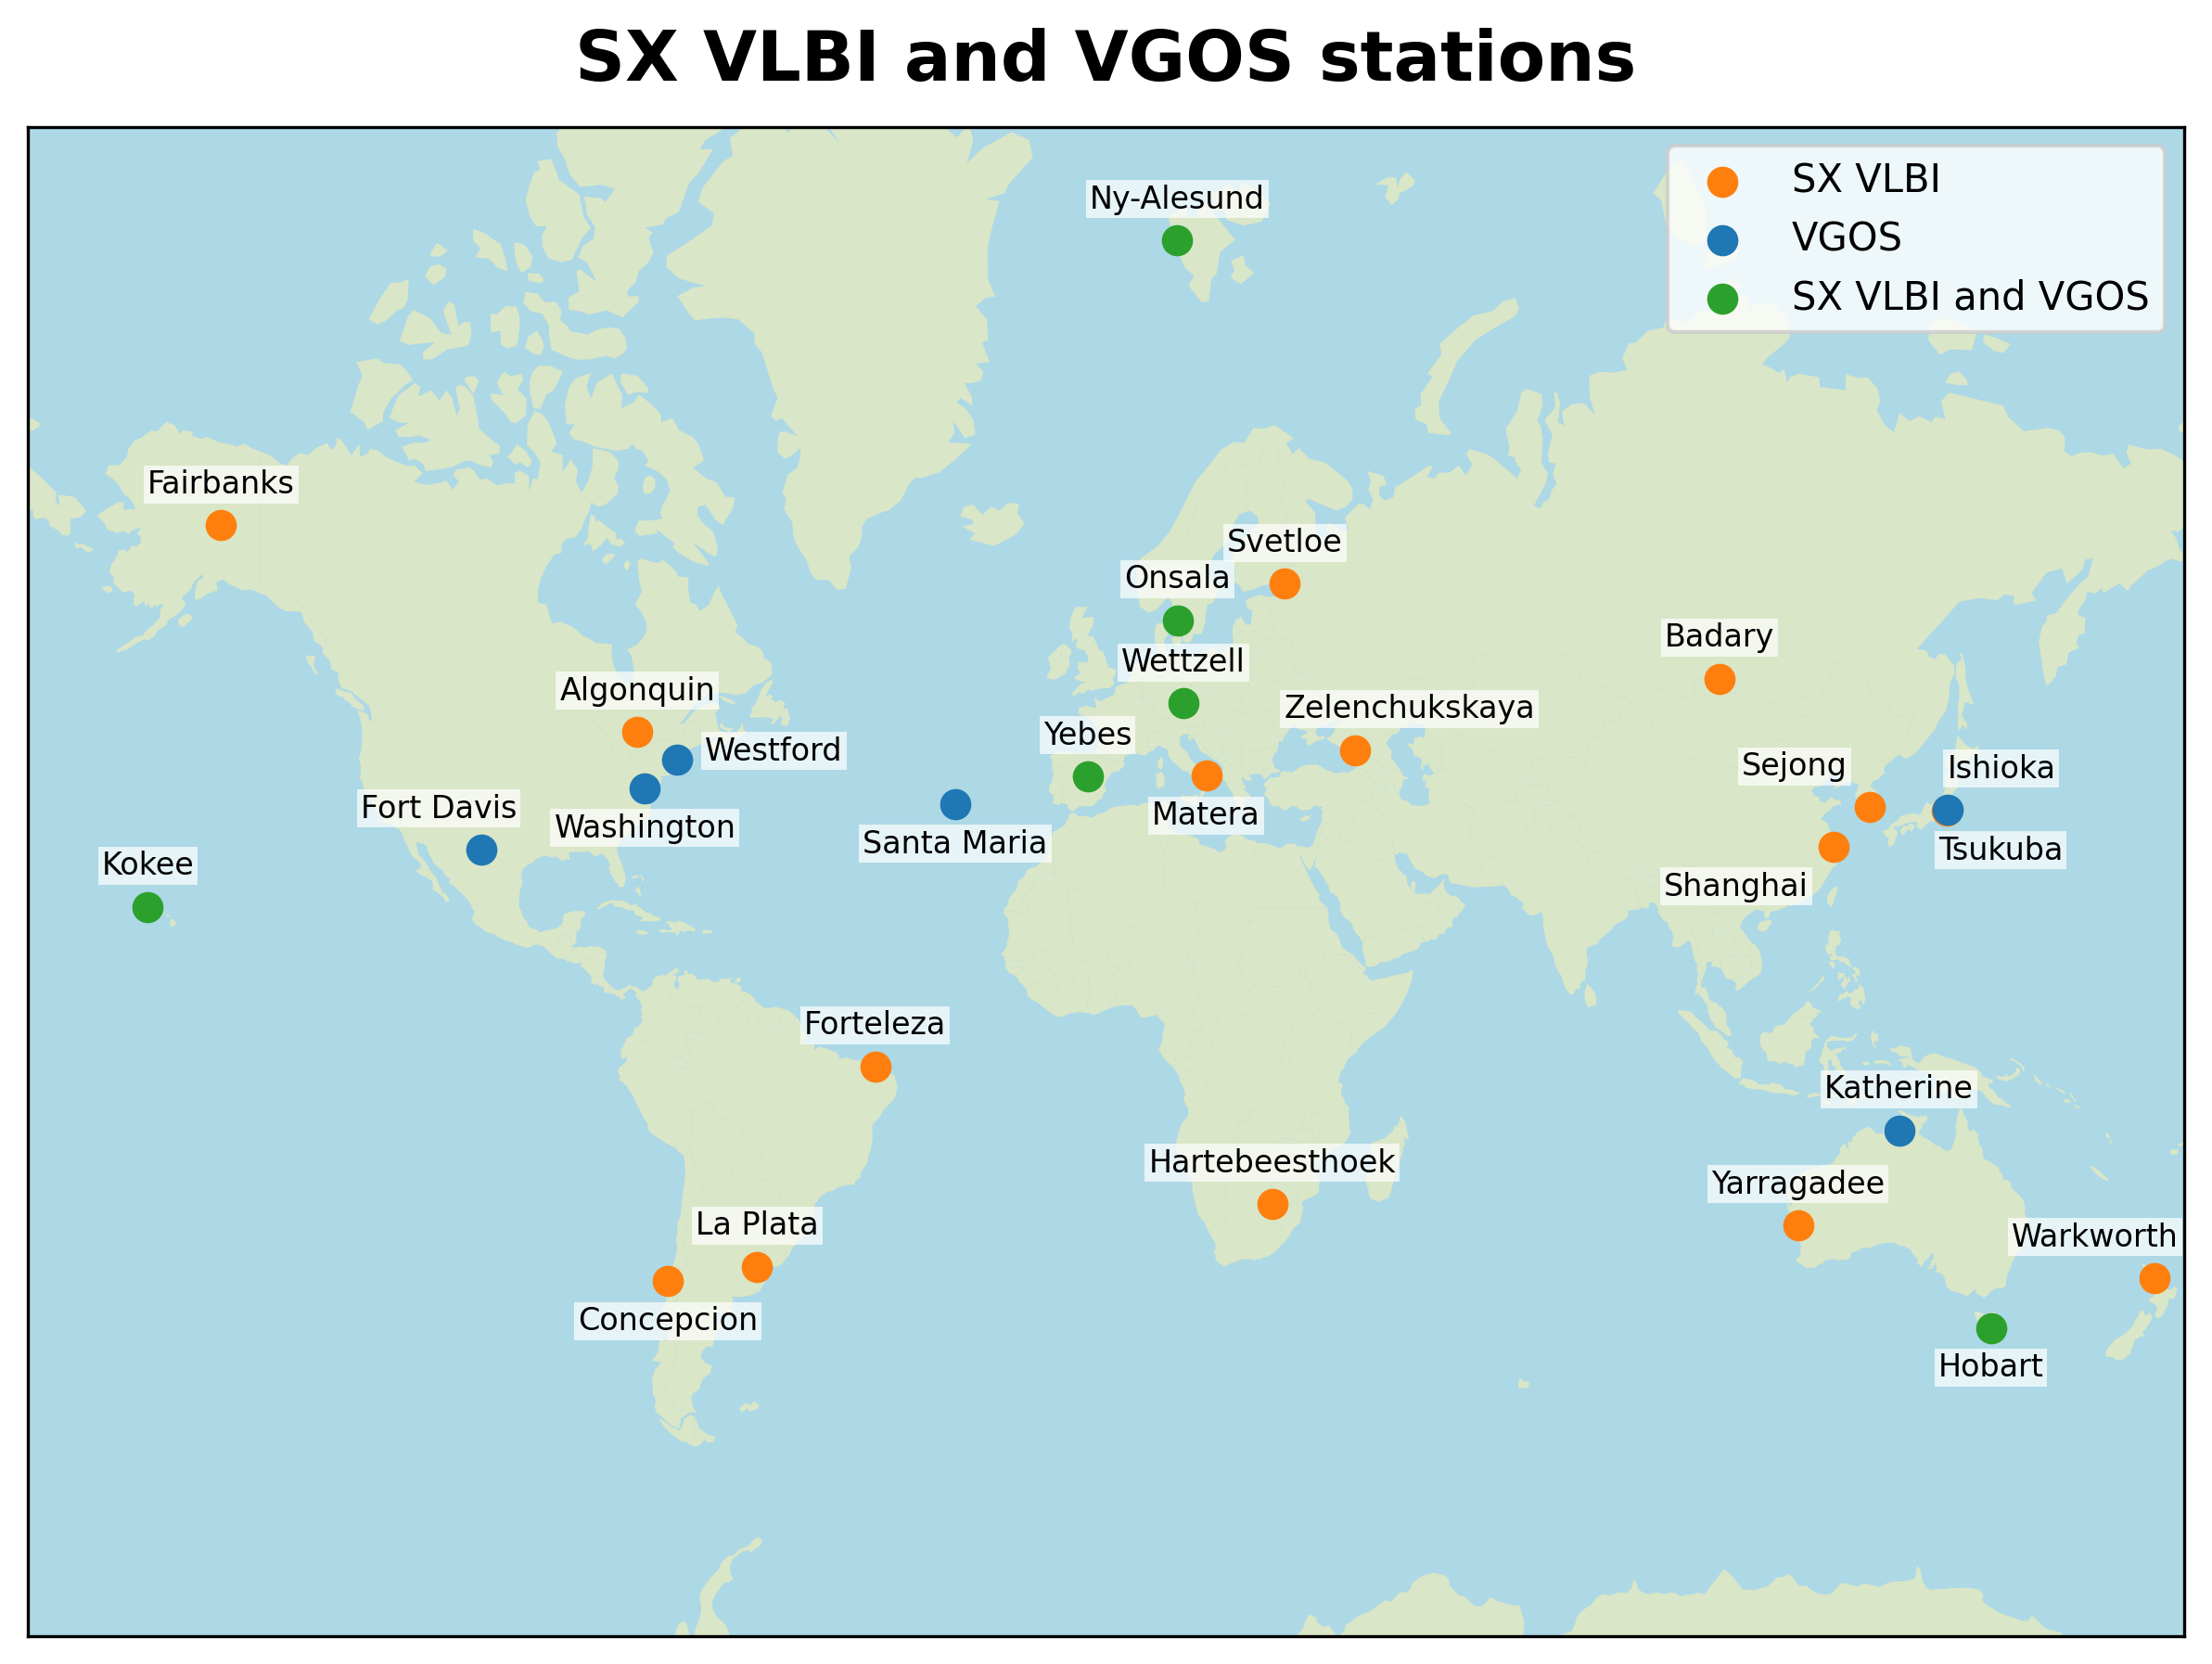 SX VLBI and VGOS stations
SX VLBI
VGOS
SX VLBI and VGOS
Ny-Alesund
Fairbanks
Svetloe
Onsala
Badary
Wettzell
Algonquin
Zelenchukskaya
Yebes
Westford
Sejong
Ishioka
Fort Davis
Matera
Washington
Santa Maria
Tsukuba
Kokee
Shanghai
Forteleza
Katherine
Hartebeesthoek
Yarragadee
La Plata
Warkworth
Concepcion
Hobart